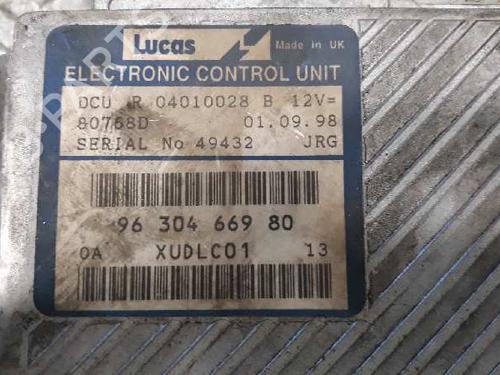 Lucas
Made in UK
ELECTRONIC CONTROL UNIT
DCU R 04010028 B 12V=
80768D 01.09.98
SERIAL No 49432 JRG
96 304 669 80
0A XUDLC01 13